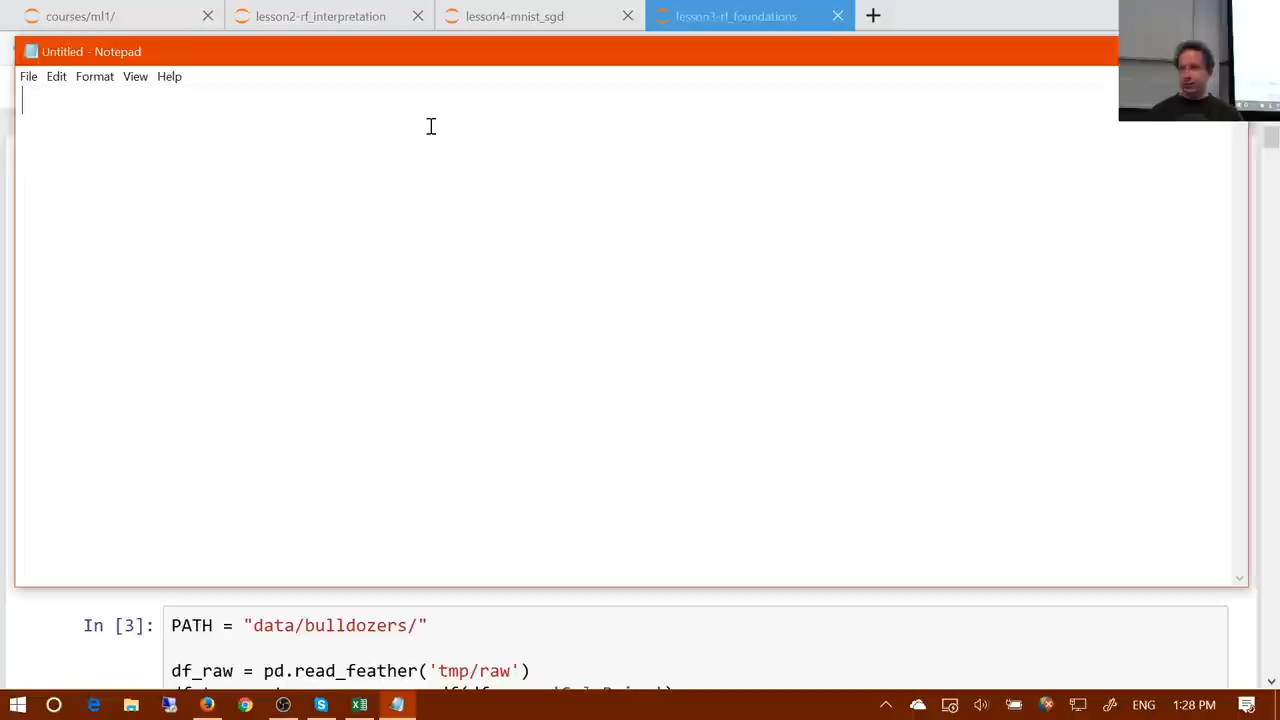 courses/ml1/
lesson2-rf_interpretation
lesson4-mnist_sgd
lesson3-rf_foundations
Untitled - Notepad
File Edit Format View Help
In [3]:
PATH = "data/bulldozers/"
df_raw = pd.read_feather('tmp/raw')
ENG
1:28 PM